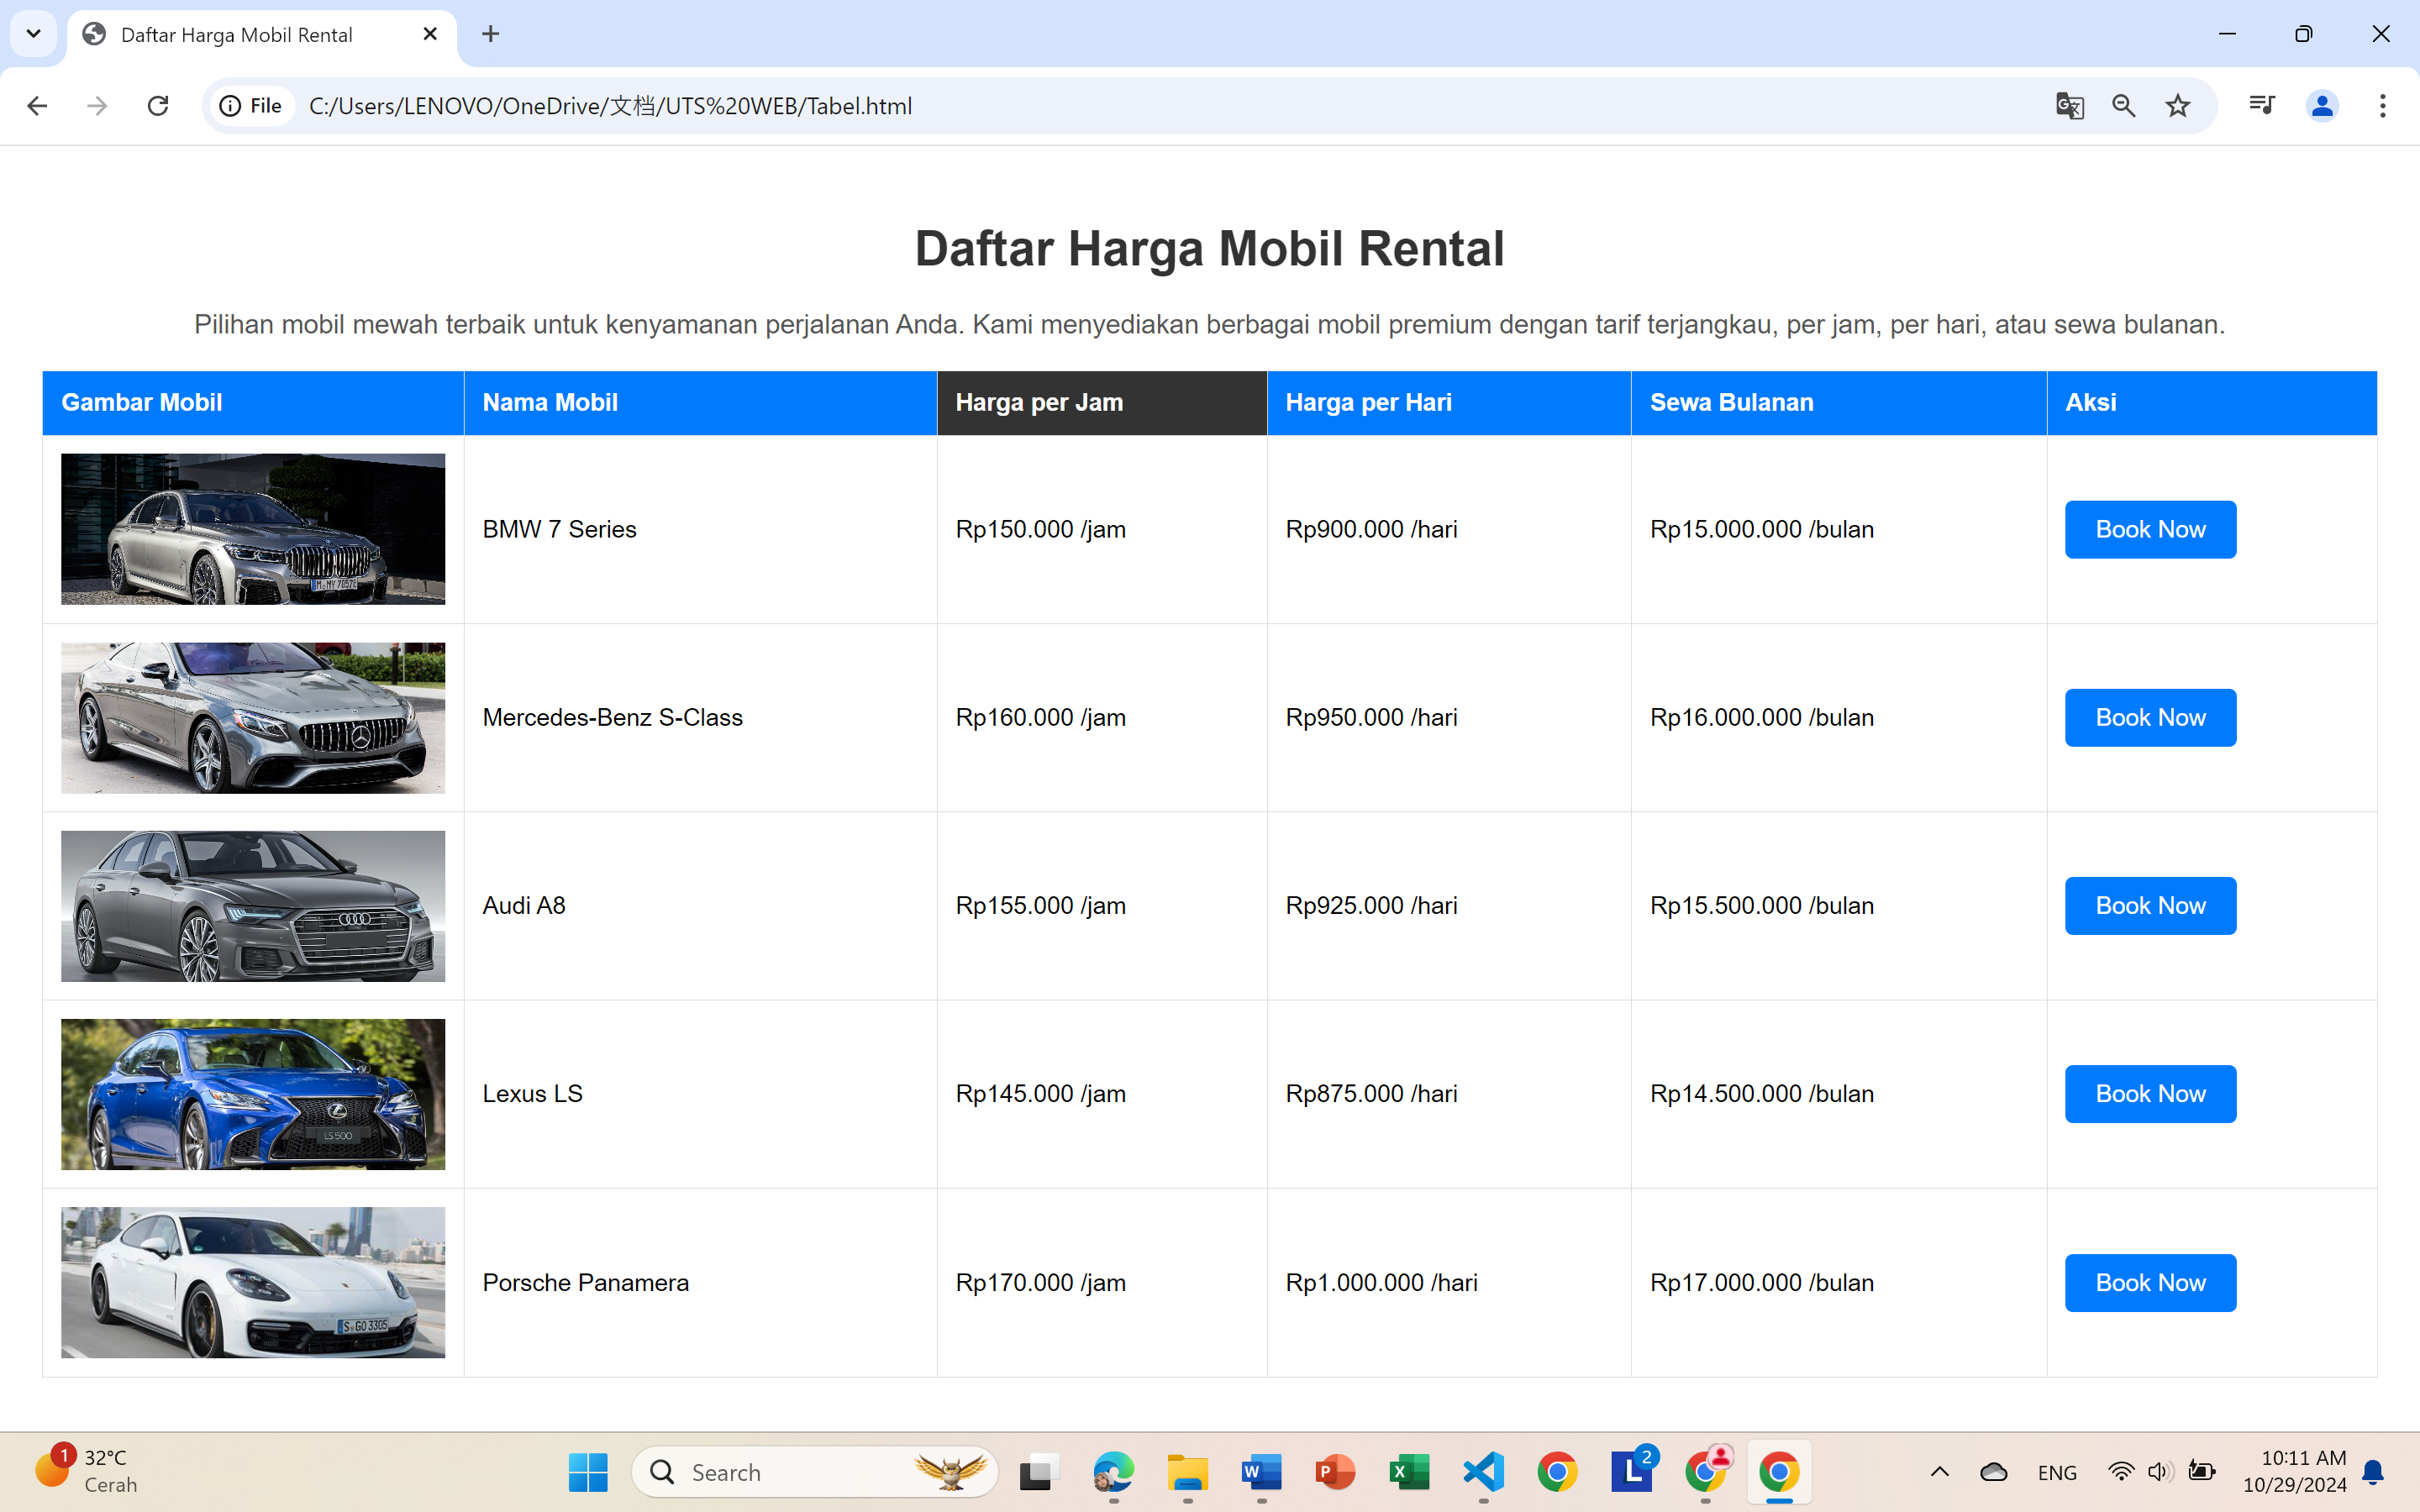 Daftar Harga Mobil Rental
File
C:/Users/LENOVO/OneDrive/文档/UTS%20WEB/Tabel.html
Daftar Harga Mobil Rental
Pilihan mobil mewah terbaik untuk kenyamanan perjalanan Anda. Kami menyediakan berbagai mobil premium dengan tarif terjangkau, per jam, per hari, atau sewa bulanan.
Gambar Mobil Nama Mobil Harga per Jam Harga per Hari Sewa Bulanan Aksi
BMW 7 Series Rp150.000 /jam Rp900.000 /hari Rp15.000.000 /bulan Book Now
M·MY 7057E
Mercedes-Benz S-Class Rp160.000 /jam Rp950.000 /hari Rp16.000.000 /bulan Book Now
Audi A8 Rp155.000 /jam Rp925.000 /hari Rp15.500.000 /bulan Book Now
Lexus LS Rp145.000 /jam Rp875.000 /hari Rp14.500.000 /bulan Book Now
LS 500
Porsche Panamera Rp170.000 /jam Rp1.000.000 /hari Rp17.000.000 /bulan Book Now
S·GO 3305
1
32°C
Cerah
Search
W
P
X
L
2
ENG
10:11 AM
10/29/2024